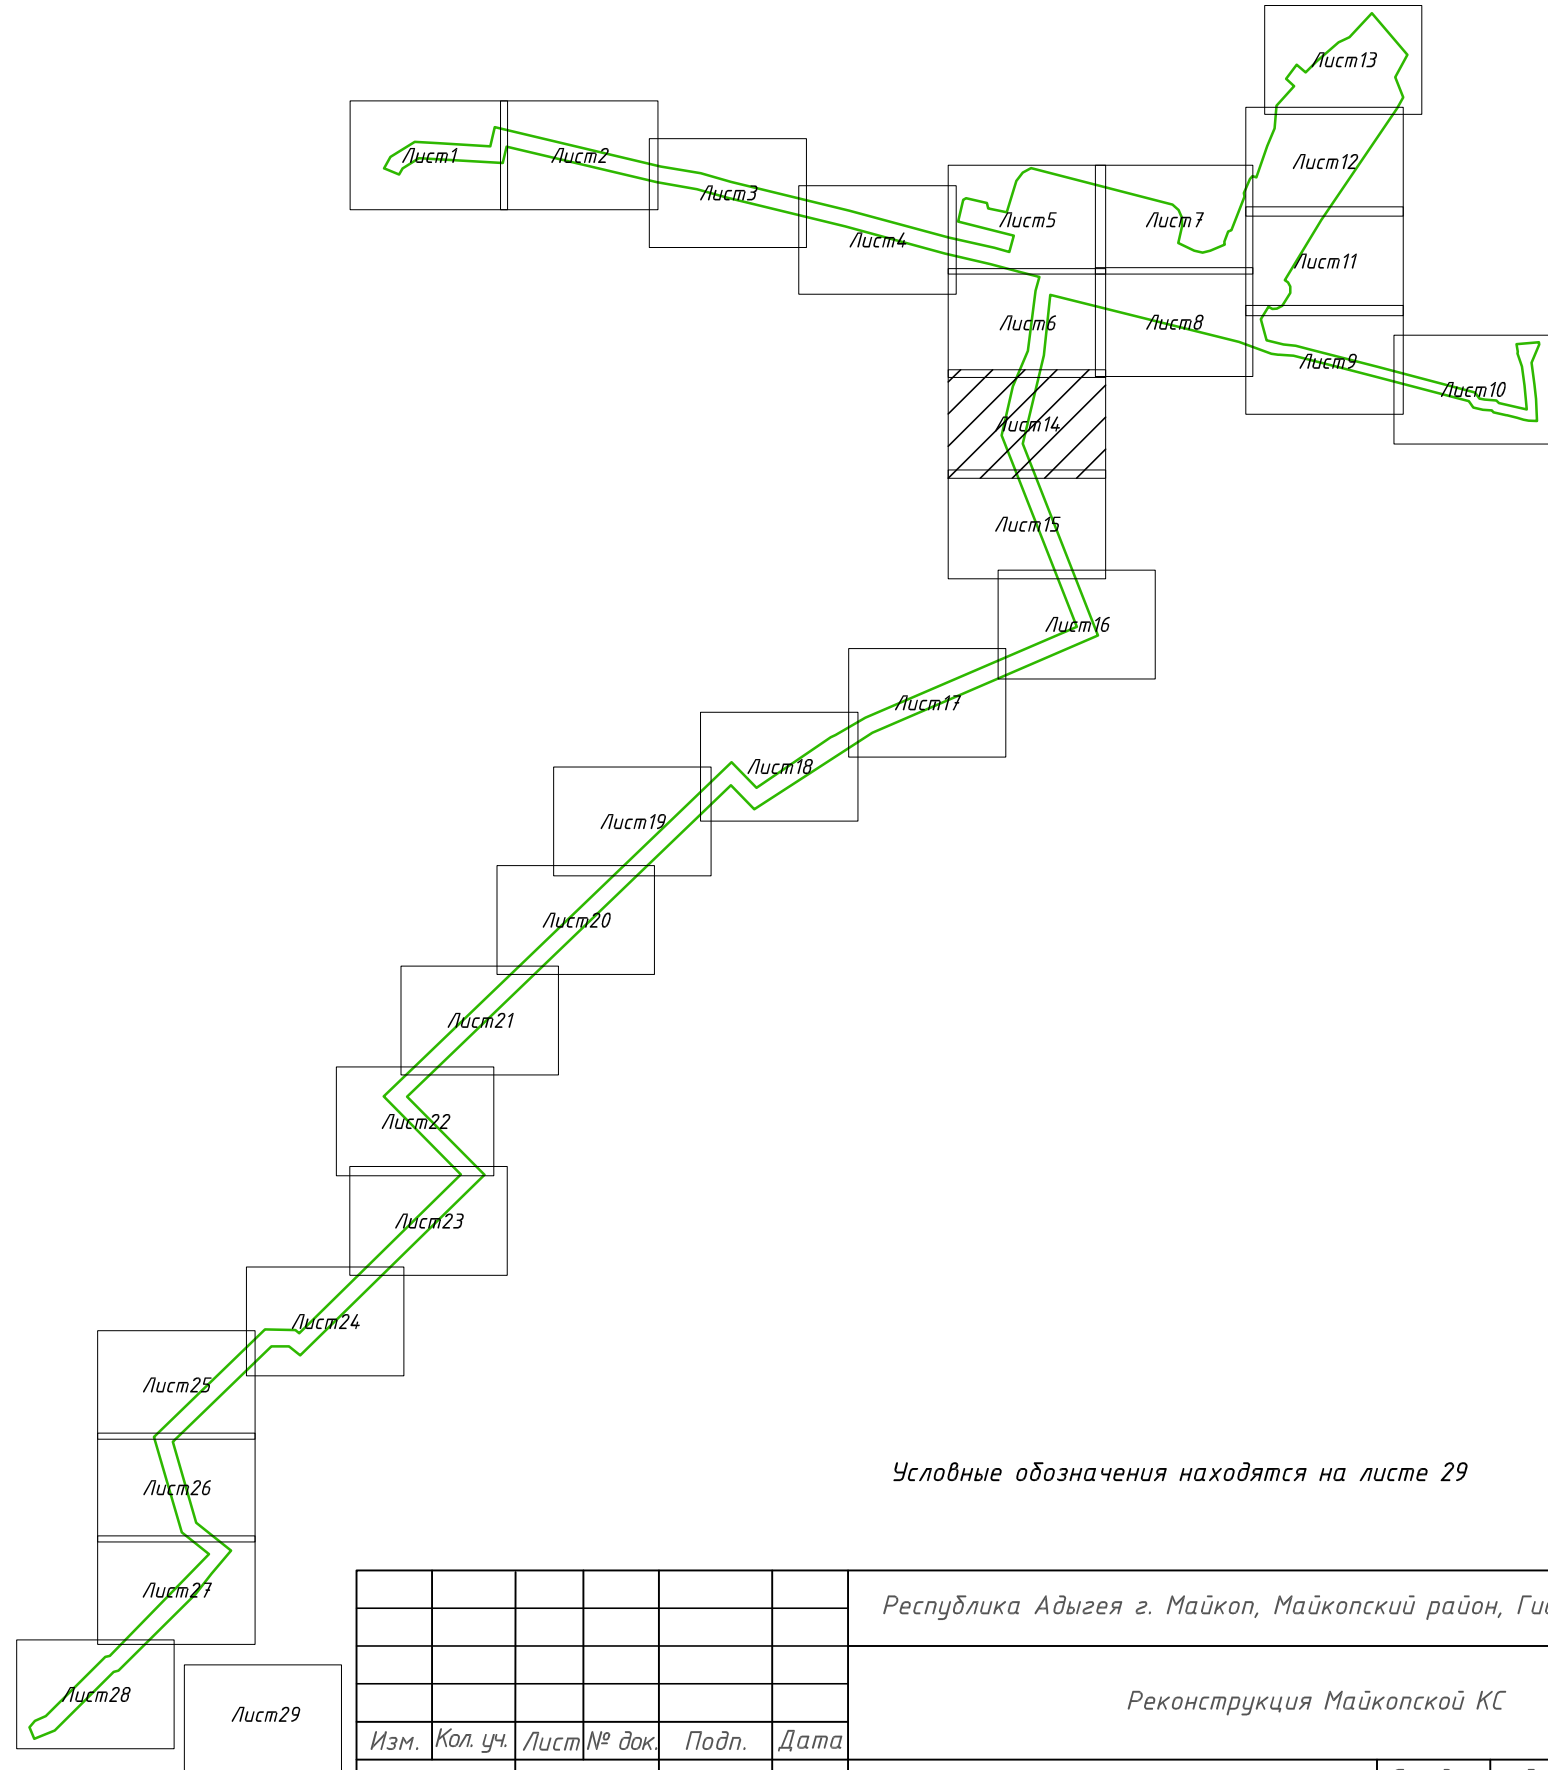 Лист13
Лист1
Лист2
Лист12
Лист3
Лист5
Лист7
Лист4
Лист11
Лист6
Лист8
Лист9
Лист10
Лист14
Лист15
Лист16
Лист17
Лист18
Лист19
Лист20
Лист21
Лист22
Лист23
Лист24
Лист25
Лист26
Лист27
Лист28
Лист29
Условные обозначения находятся на листе 29
Республика Адыгея г. Майкоп, Майкопский район, Ги
Реконструкция Майкопской КС
Изм. Кол. уч. Лист № док. Подп. Дата